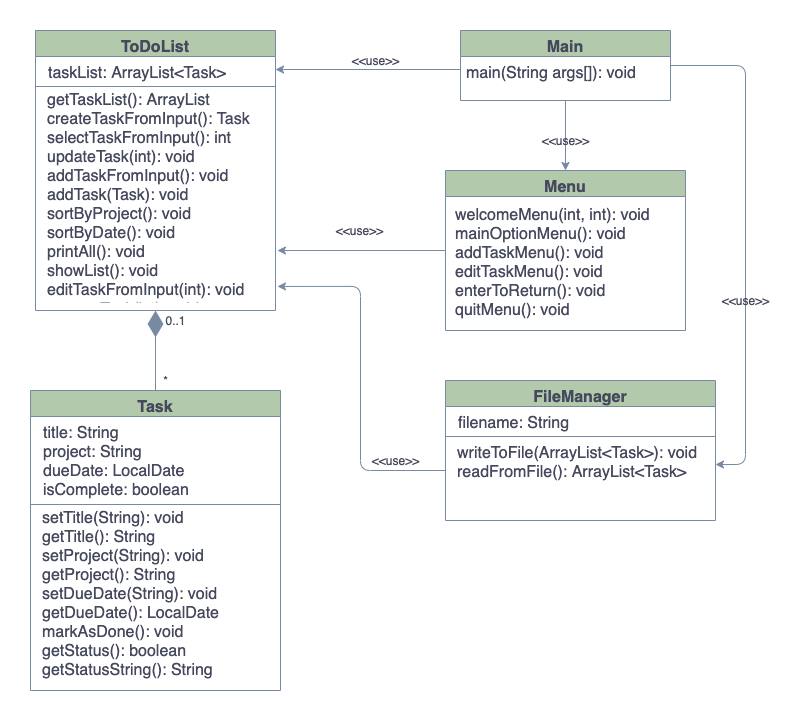 ToDoList
taskList: ArrayList<Task>
getTaskList(): ArrayList
createTaskFromInput(): Task
selectTaskFromInput(): int
updateTask(int): void
addTaskFromInput(): void
addTask(Task): void
sortByProject(): void
sortByDate(): void
printAll(): void
showList(): void
editTaskFromInput(int): void
0..1
*
<<use>>
Main
main(String args[]): void
<<use>>
Menu
welcomeMenu(int, int): void
mainOptionMenu(): void
addTaskMenu(): void
editTaskMenu(): void
enterToReturn(): void
quitMenu(): void
<<use>>
<<use>>
Task
title: String
project: String
dueDate: LocalDate
isComplete: boolean
setTitle(String): void
getTitle(): String
setProject(String): void
getProject(): String
setDueDate(String): void
getDueDate(): LocalDate
markAsDone(): void
getStatus(): boolean
getStatusString(): String
<<use>>
FileManager
filename: String
writeToFile(ArrayList<Task>): void
readFromFile(): ArrayList<Task>